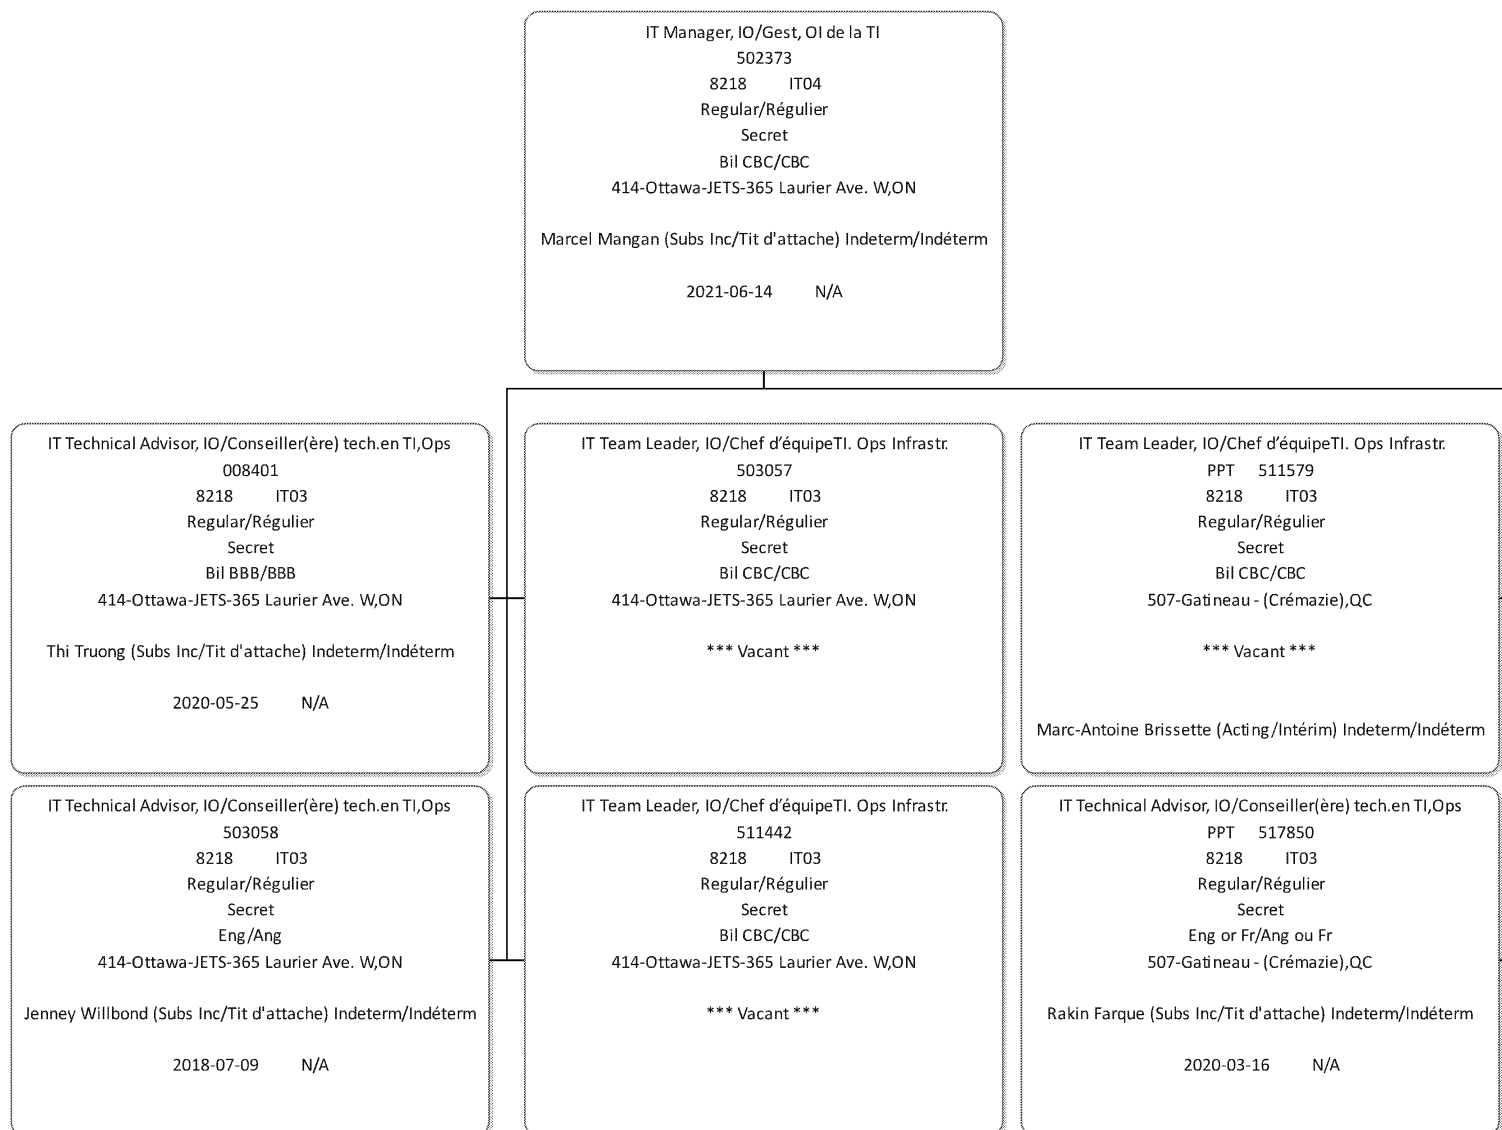 IT Manager, IO/Gest, OI de la TI
502373
8218 IT04
Regular/Régulier
Secret
Bil CBC/CBC
414-Ottawa-JETS-365 Laurier Ave. W,ON
Marcel Mangan (Subs Inc/Tit d'attache) Indeterm/Indéterm
2021-06-14 N/A
IT Technical Advisor, IO/Conseiller(ère) tech.en TI,Ops
008401
8218 IT03
Regular/Régulier
Secret
Bil BBB/BBB
414-Ottawa-JETS-365 Laurier Ave. W,ON
Thi Truong (Subs Inc/Tit d'attache) Indeterm/Indéterm
2020-05-25 N/A
IT Team Leader, IO/Chef d’équipeTI. Ops Infrastr.
503057
8218 IT03
Regular/Régulier
Secret
Bil CBC/CBC
414-Ottawa-JETS-365 Laurier Ave. W,ON
*** Vacant ***
IT Team Leader, IO/Chef d’équipeTI. Ops Infrastr.
PPT 511579
8218 IT03
Regular/Régulier
Secret
Bil CBC/CBC
507-Gatineau - (Crémazie),QC
*** Vacant ***
Marc-Antoine Brissette (Acting/Intérim) Indeterm/Indéterm
IT Technical Advisor, IO/Conseiller(ère) tech.en TI,Ops
503058
8218 IT03
Regular/Régulier
Secret
Eng/Ang
414-Ottawa-JETS-365 Laurier Ave. W,ON
Jenney Willbond (Subs Inc/Tit d'attache) Indeterm/Indéterm
2018-07-09 N/A
IT Team Leader, IO/Chef d’équipeTI. Ops Infrastr.
511442
8218 IT03
Regular/Régulier
Secret
Bil CBC/CBC
414-Ottawa-JETS-365 Laurier Ave. W,ON
*** Vacant ***
IT Technical Advisor, IO/Conseiller(ère) tech.en TI,Ops
PPT 517850
8218 IT03
Regular/Régulier
Secret
Eng or Fr/Ang ou Fr
507-Gatineau - (Crémazie),QC
Rakin Farque (Subs Inc/Tit d'attache) Indeterm/Indéterm
2020-03-16 N/A